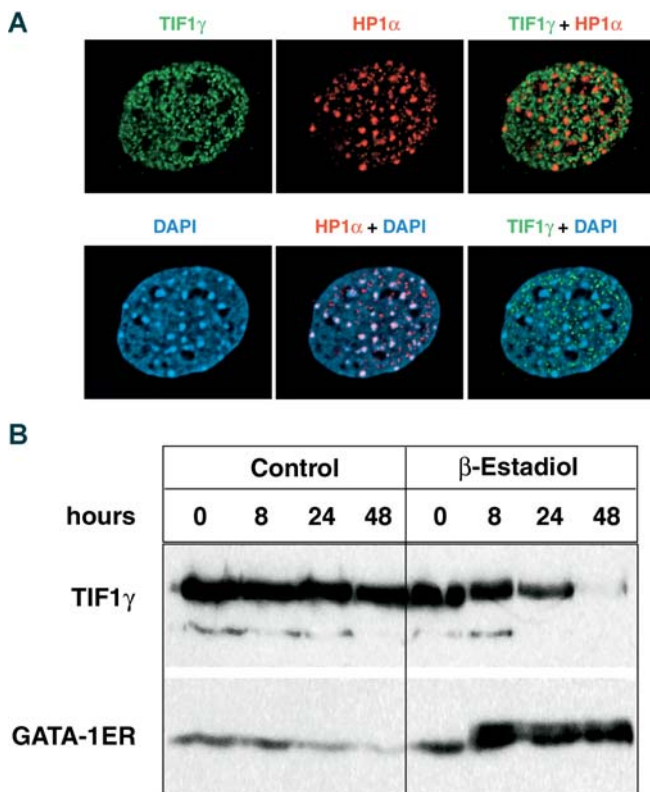 A
TIF1γ HP1α TIF1γ + HP1α
DAPI HP1α + DAPI TIF1γ + DAPI
B
Control β-Estadiol
hours 0 8 24 48 0 8 24 48
TIF1γ
GATA-1ER